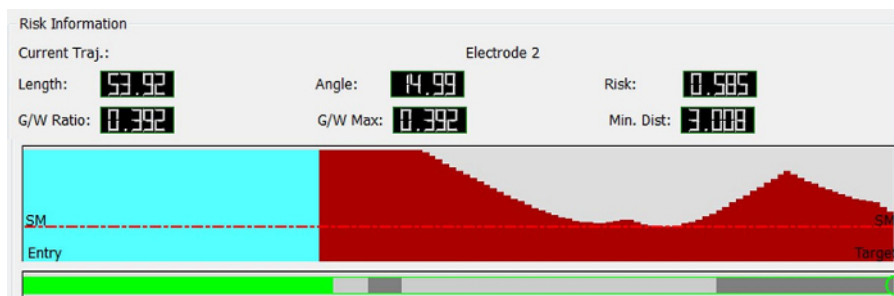 Risk Information
Current Traj.: Electrode 2
Length: 53.92 Angle: 14.99 Risk: 0.585
G/W Ratio: 0.392 G/W Max: 0.392 Min. Dist: 3.008
SM SM
Entry Target